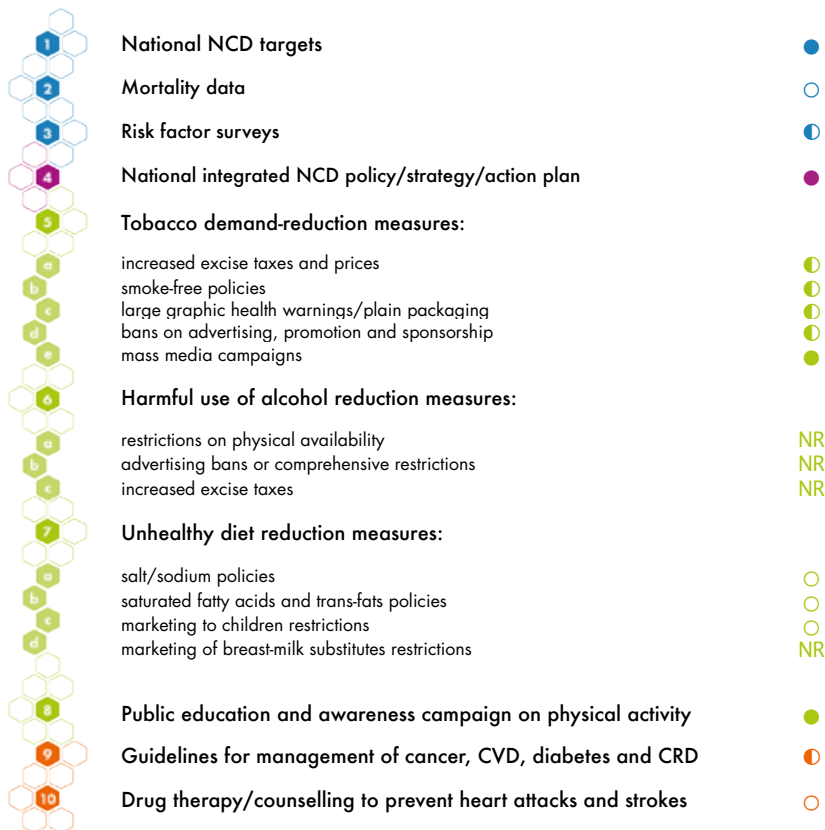 1 National NCD targets ●
2 Mortality data ○
3 Risk factor surveys ◐
4 National integrated NCD policy/strategy/action plan ●
5 Tobacco demand-reduction measures:
a increased excise taxes and prices ◐
b smoke-free policies ◐
c large graphic health warnings/plain packaging ◐
d bans on advertising, promotion and sponsorship ◐
e mass media campaigns ●
6 Harmful use of alcohol reduction measures:
a restrictions on physical availability NR
b advertising bans or comprehensive restrictions NR
c increased excise taxes NR
7 Unhealthy diet reduction measures:
a salt/sodium policies ○
b saturated fatty acids and trans-fats policies ○
c marketing to children restrictions ○
d marketing of breast-milk substitutes restrictions NR
8 Public education and awareness campaign on physical activity ●
9 Guidelines for management of cancer, CVD, diabetes and CRD ◐
10 Drug therapy/counselling to prevent heart attacks and strokes ○